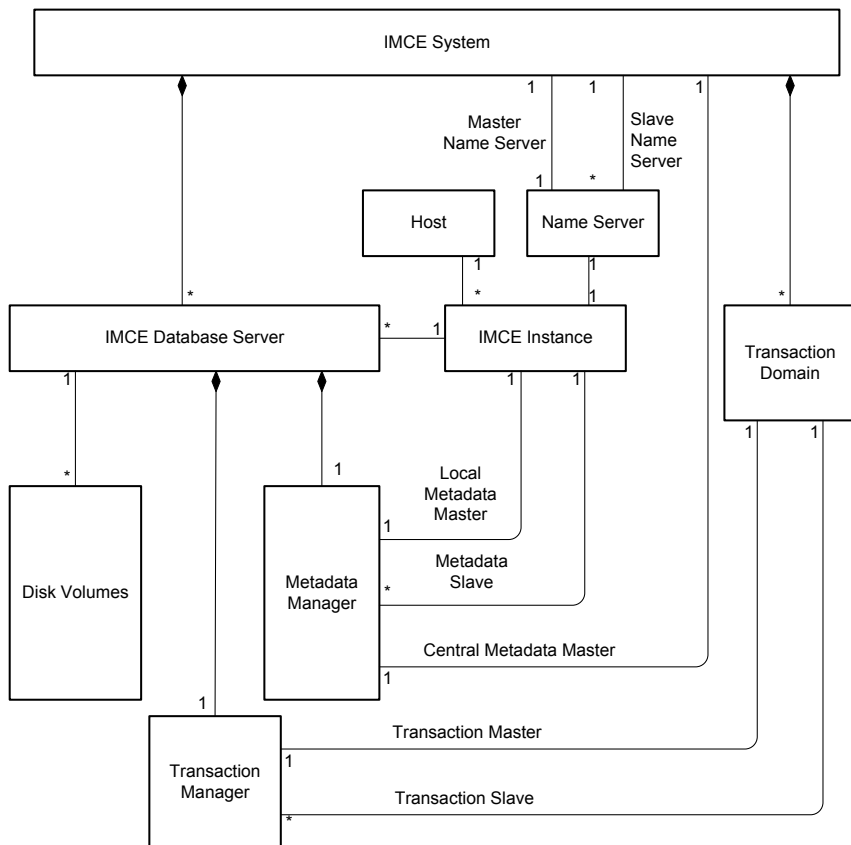 IMCE System
1
1
1
Master
Name Server
Slave
Name
Server
1
*
Host
Name Server
1
1
*
*
1
*
IMCE Database Server
*
1
IMCE Instance
Transaction
Domain
1
1
1
1
1
*
1
Local
Metadata
Master
1
Disk Volumes
Metadata
Manager
Metadata
Slave
*
Central Metadata Master
1
1
Transaction Master
1
Transaction
Manager
Transaction Slave
*